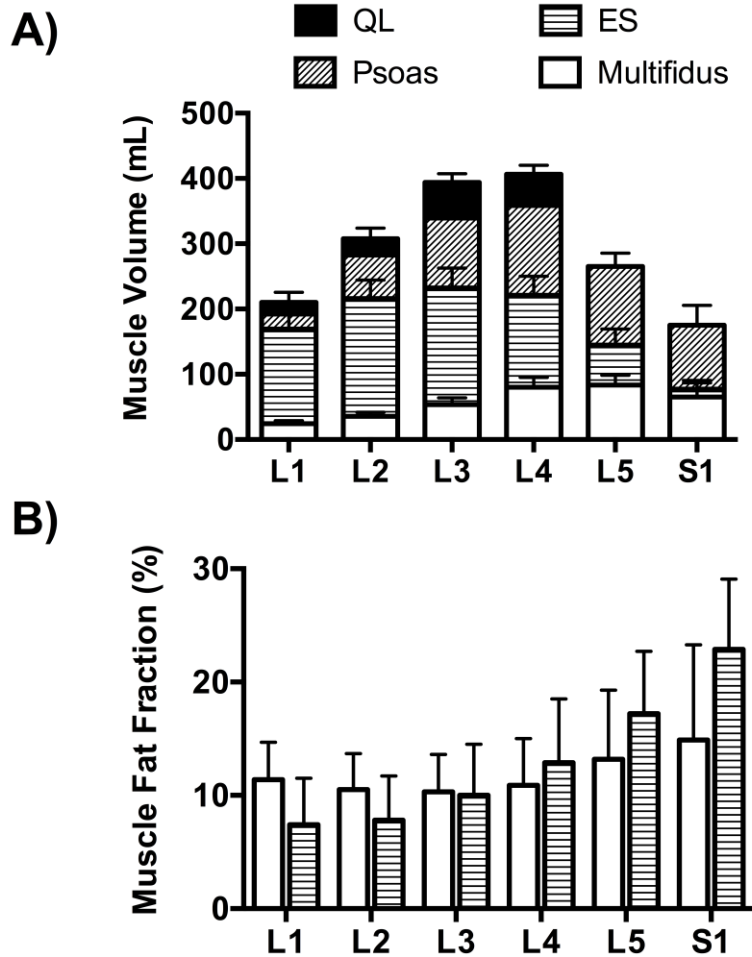 A)
QL ES
Psoas Multifidus
Muscle Volume (mL)
500
400
300
200
100
0
L1 L2 L3 L4 L5 S1
B)
Muscle Fat Fraction (%)
30
20
10
0
L1 L2 L3 L4 L5 S1